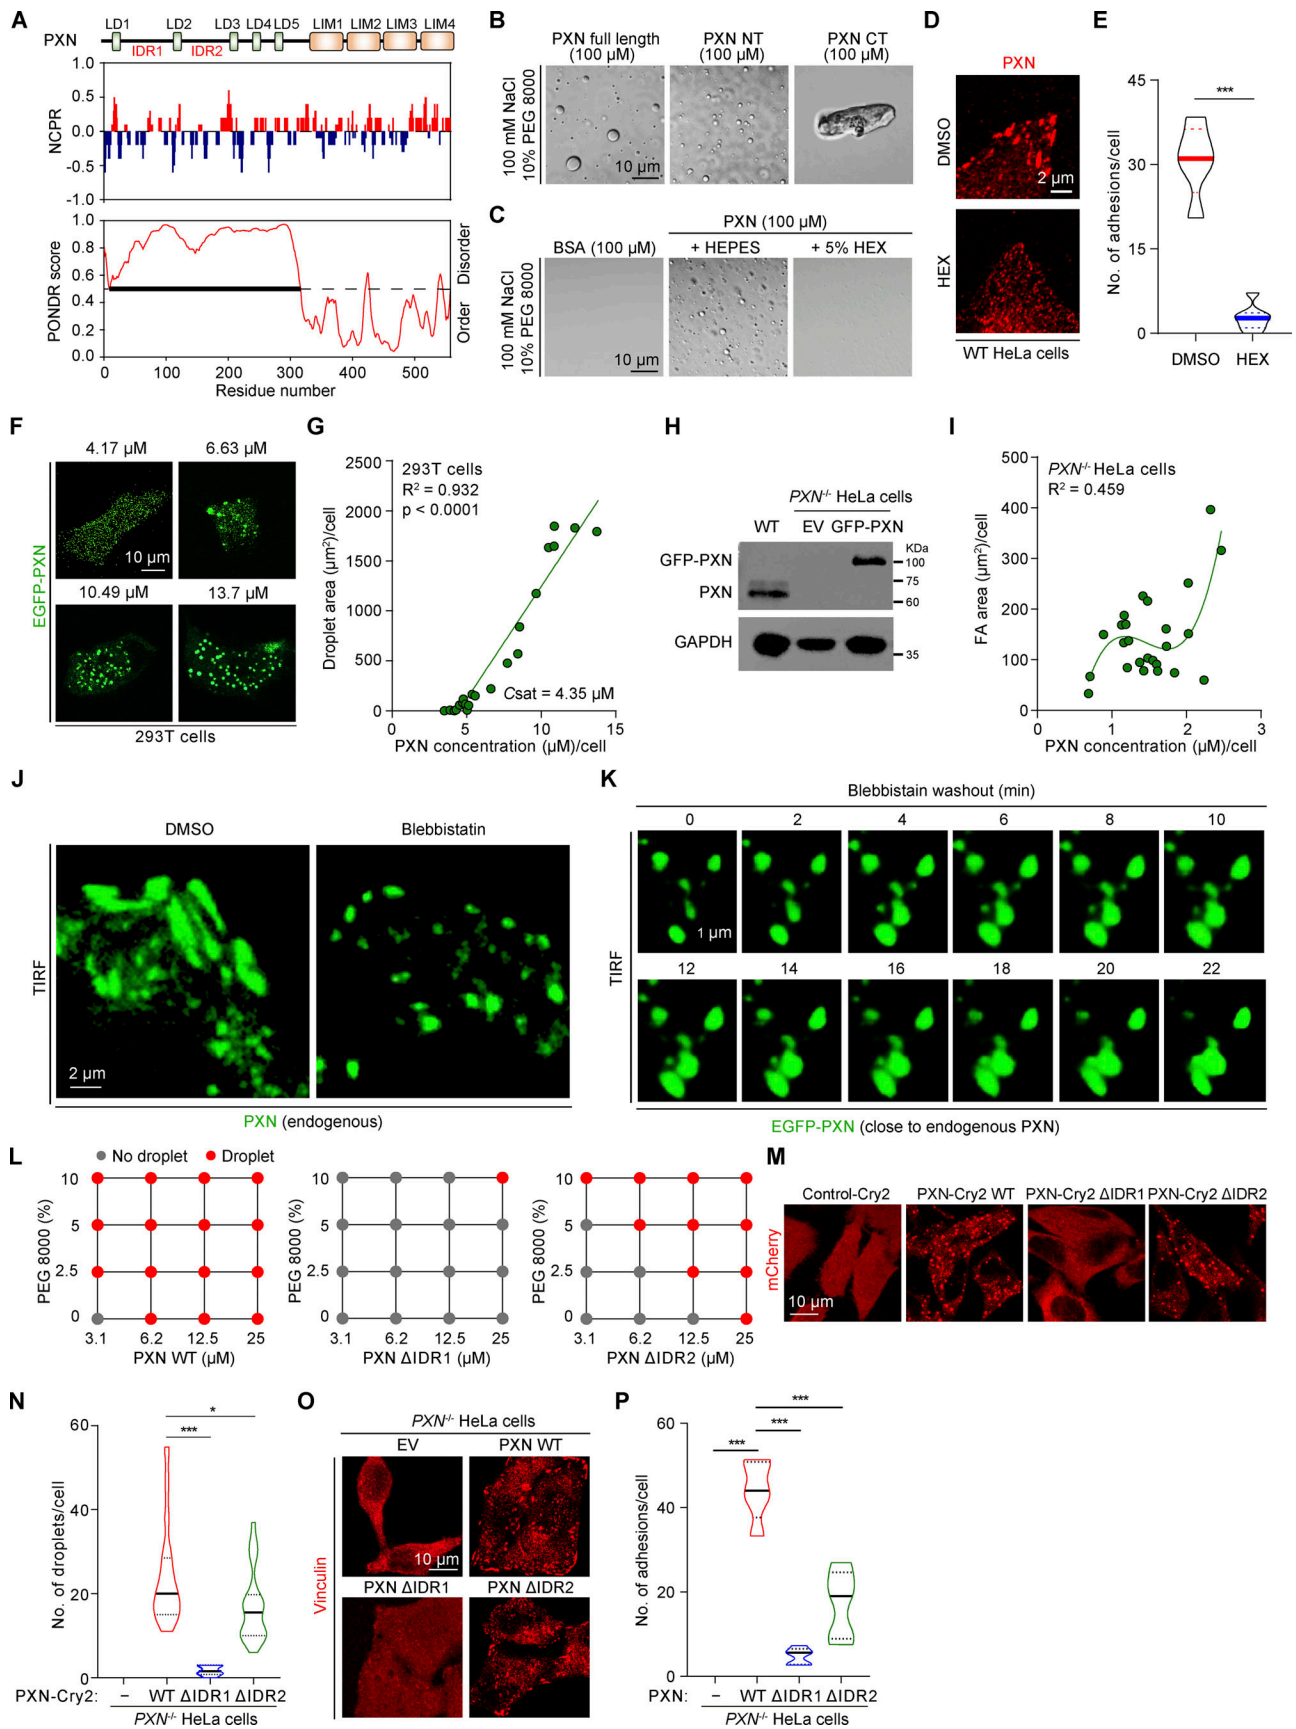 A
LD1 LD2 LD3 LD4 LD5 LIM1 LIM2 LIM3 LIM4
PXN
IDR1 IDR2
NCPR
1.0
0.5
0.0
-0.5
-1.0
PONDR score
1.0
0.8
0.6
0.4
0.2
0.0
Disorder
Order
0 100 200 300 400 500
Residue number
B
PXN full length (100 µM)
PXN NT (100 µM)
PXN CT (100 µM)
100 mM NaCl
10% PEG 8000
10 µm
C
PXN (100 µM)
BSA (100 µM) + HEPES + 5% HEX
100 mM NaCl
10% PEG 8000
10 µm
D
PXN
DMSO
2 µm
HEX
WT HeLa cells
E
No. of adhesions/cell
45
30
15
0
***
DMSO HEX
F
4.17 µM 6.63 µM
EGFP-PXN
10 µm
10.49 µM 13.7 µM
293T cells
G
Droplet area (µm²)/cell
2500
2000
1500
1000
500
0
293T cells
R² = 0.932
p < 0.0001
Csat = 4.35 µM
0 5 10 15
PXN concentration (µM)/cell
H
PXN-/- HeLa cells
WT EV GFP-PXN
KDa
GFP-PXN
PXN
100
75
60
GAPDH
35
I
FA area (µm²)/cell
500
400
300
200
100
0
PXN-/- HeLa cells
R² = 0.459
0 1 2 3
PXN concentration (µM)/cell
J
DMSO Blebbistatin
TIRF
2 µm
PXN (endogenous)
K
Blebbistain washout (min)
0 2 4 6 8 10
1 µm
TIRF
12 14 16 18 20 22
EGFP-PXN (close to endogenous PXN)
L
No droplet Droplet
PEG 8000 (%)
10
5
2.5
0
3.1 6.2 12.5 25
PXN WT (µM)
PEG 8000 (%)
10
5
2.5
0
3.1 6.2 12.5 25
PXN ΔIDR1 (µM)
PEG 8000 (%)
10
5
2.5
0
3.1 6.2 12.5 25
PXN ΔIDR2 (µM)
M
Control-Cry2 PXN-Cry2 WT PXN-Cry2 ΔIDR1 PXN-Cry2 ΔIDR2
mCherry
10 µm
N
No. of droplets/cell
60
40
20
0
*
***
PXN-Cry2: – WT ΔIDR1 ΔIDR2
PXN-/- HeLa cells
O
PXN-/- HeLa cells
EV PXN WT
Vinculin
10 µm
PXN ΔIDR1 PXN ΔIDR2
P
No. of adhesions/cell
60
40
20
0
***
***
***
PXN: – WT ΔIDR1 ΔIDR2
PXN-/- HeLa cells